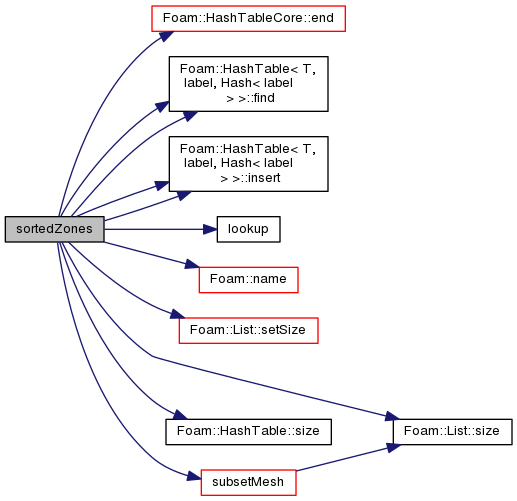 Foam::HashTableCore::end
Foam::HashTable< T,
label, Hash< label
> >::find
Foam::HashTable< T,
label, Hash< label
> >::insert
sortedZones
lookup
Foam::name
Foam::List::setSize
Foam::HashTable::size
Foam::List::size
subsetMesh